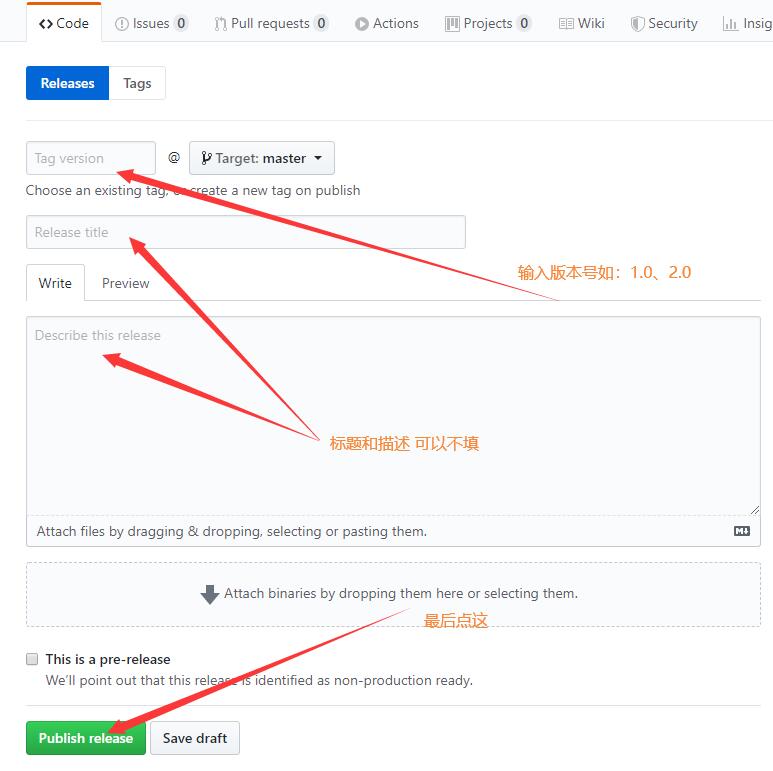 Code Issues 0 Pull requests 0 Actions Projects 0 Wiki Security Insig
Releases Tags
Tag version @ Target: master
Choose an existing tag, or create a new tag on publish
Release title
输入版本号如：1.0、2.0
Write Preview
Describe this release
标题和描述 可以不填
Attach files by dragging & dropping, selecting or pasting them.
Attach binaries by dropping them here or selecting them.
最后点这
This is a pre-release
We'll point out that this release is identified as non-production ready.
Publish release Save draft